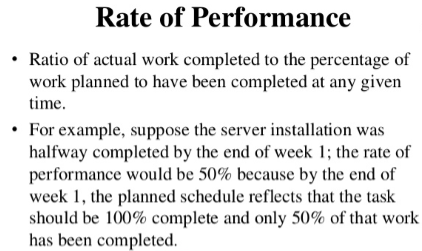 Rate of Performance
• Ratio of actual work completed to the percentage of
work planned to have been completed at any given
time.
• For example, suppose the server installation was
halfway completed by the end of week 1; the rate of
performance would be 50% because by the end of
week 1, the planned schedule reflects that the task
should be 100% complete and only 50% of that work
has been completed.